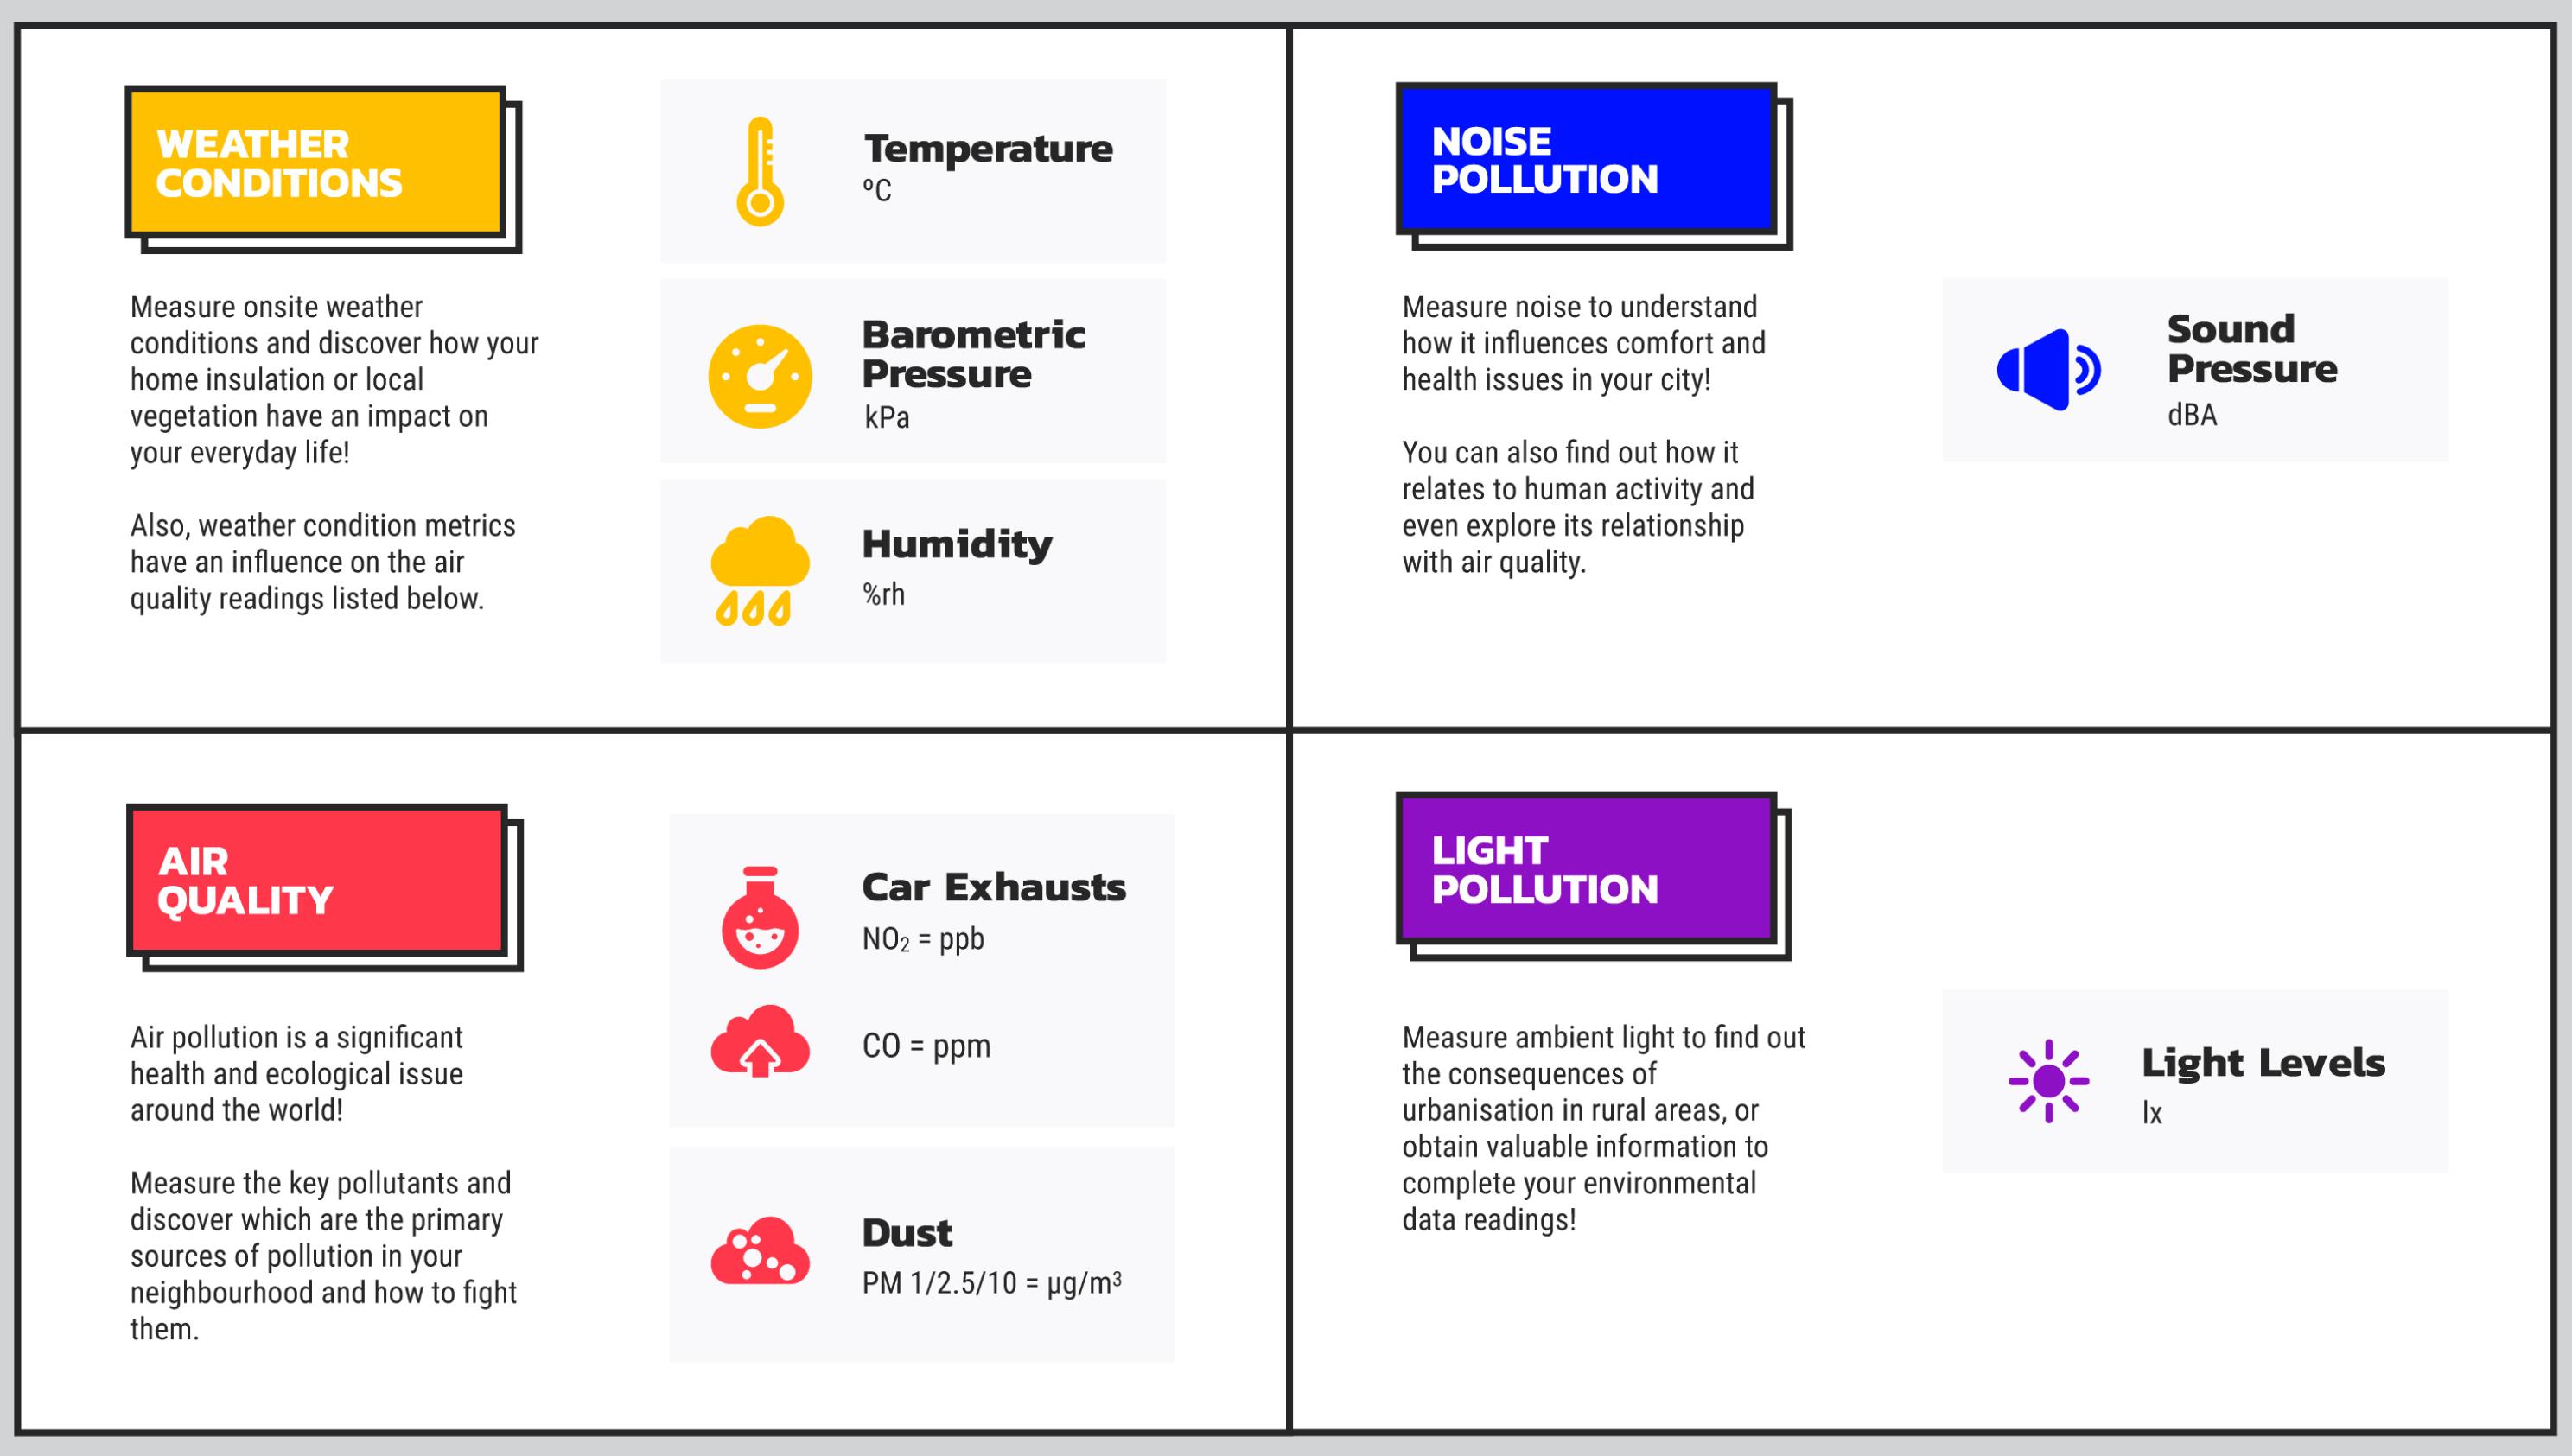 WEATHER
CONDITIONS
Measure onsite weather
conditions and discover how your
home insulation or local
vegetation have an impact on
your everyday life!
Also, weather condition metrics
have an influence on the air
quality readings listed below.
Temperature
ºC
Barometric
Pressure
kPa
Humidity
%rh
NOISE
POLLUTION
Measure noise to understand
how it influences comfort and
health issues in your city!
You can also find out how it
relates to human activity and
even explore its relationship
with air quality.
Sound
Pressure
dBA
AIR
QUALITY
Air pollution is a significant
health and ecological issue
around the world!
Measure the key pollutants and
discover which are the primary
sources of pollution in your
neighbourhood and how to fight
them.
Car Exhausts
NO₂ = ppb
CO = ppm
Dust
PM 1/2.5/10 = µg/m³
LIGHT
POLLUTION
Measure ambient light to find out
the consequences of
urbanisation in rural areas, or
obtain valuable information to
complete your environmental
data readings!
Light Levels
lx